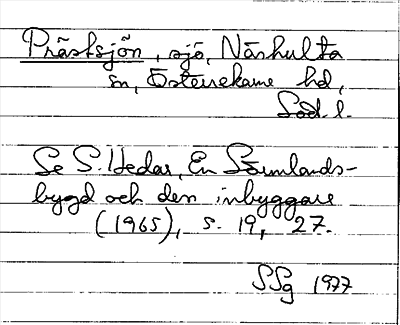 Prästsjön, sjö, Nårhulta
sn, Österrekarne hd,
Söd. l.
Se S. Hedar, En Sörmlands-
bygd och den inbyggare
(1965), s. 19, 27.
SSg 1977